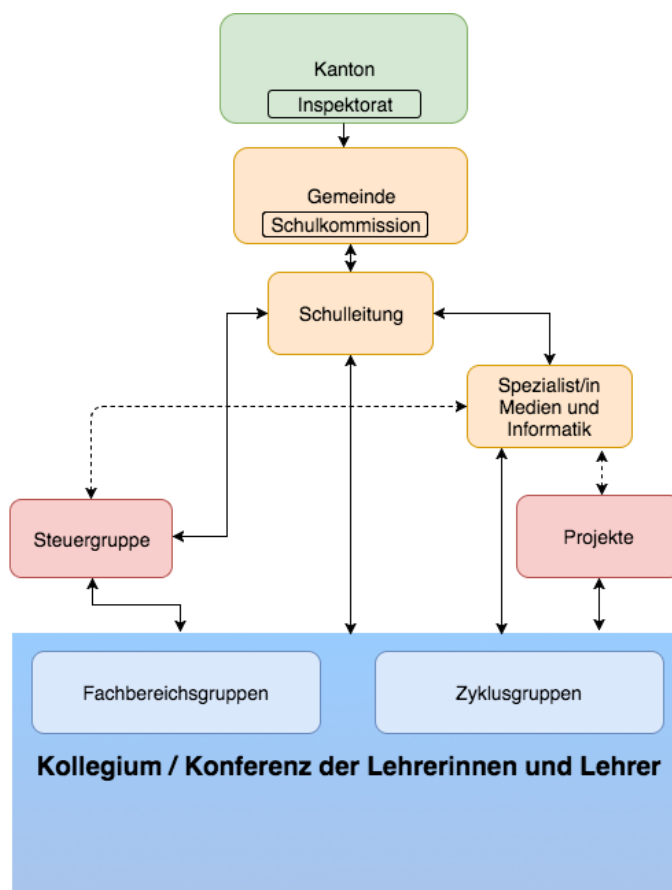 Kanton
Inspektorat
Gemeinde
Schulkommission
Schulleitung
Spezialist/in
Medien und
Informatik
Steuergruppe
Projekte
Fachbereichsgruppen
Zyklusgruppen
Kollegium / Konferenz der Lehrerinnen und Lehrer